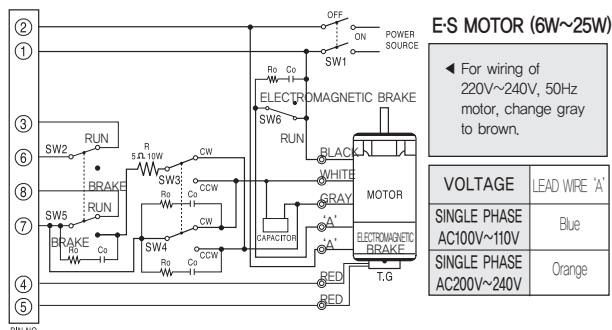 E·S MOTOR (6W~25W)
OFF
ON
POWER
SOURCE
SW1
②
①
③
⑥
⑧
⑦
④
⑤
PIN NO
Ro Co
ELECTROMAGNETIC BRAKE
SW6
RUN
SW2
RUN
BRAKE
R
5Ω 10W
SW3
CW
CCW
Ro Co
SW5
RUN
BRAKE
Ro Co
SW4
CW
CCW
Ro Co
CAPACITOR
BLACK
WHITE
GRAY
'A'
'A'
RED
RED
MOTOR
ELECTROMAGNETIC
BRAKE
T.G
◀ For wiring of
220V~240V, 50Hz
motor, change gray
to brown.
VOLTAGE LEAD WIRE 'A'
SINGLE PHASE
AC100V~110V
Blue
SINGLE PHASE
AC200V~240V
Orange